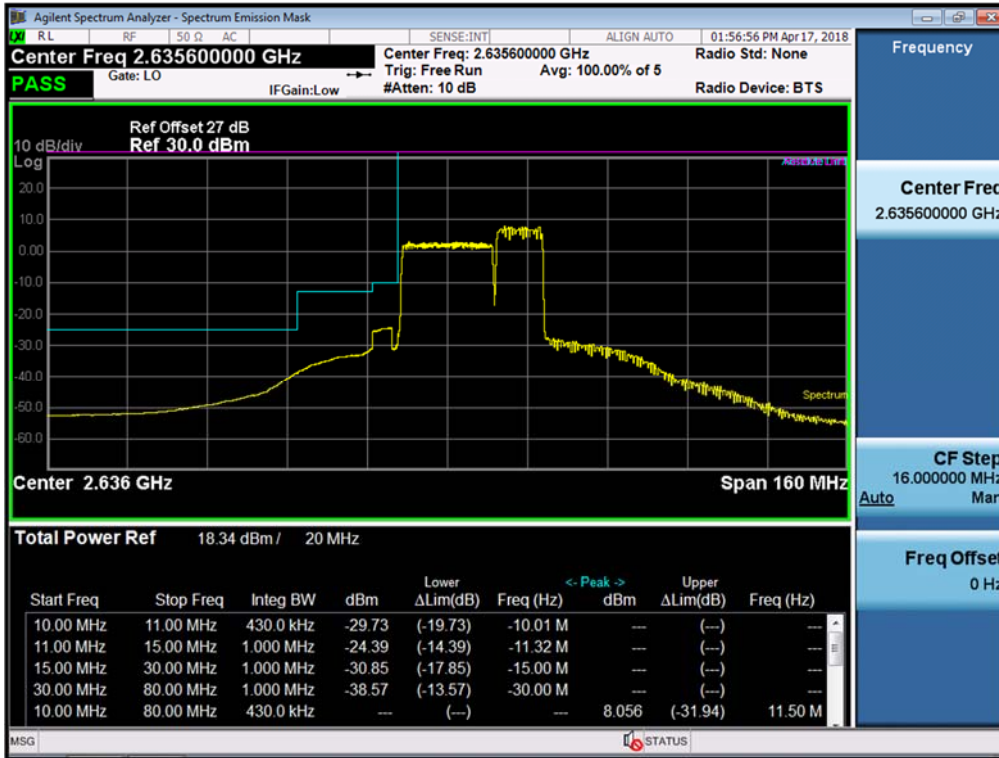 Agilent Spectrum Analyzer - Spectrum Emission Mask
LXI RL RF 50 Ω AC SENSE:INT ALIGN AUTO 01:56:56 PM Apr 17, 2018
Center Freq 2.635600000 GHz Center Freq: 2.635600000 GHz Radio Std: None
PASS Gate: LO Trig: Free Run Avg: 100.00% of 5
IFGain:Low #Atten: 10 dB Radio Device: BTS
Ref Offset 27 dB
10 dB/div Ref 30.0 dBm
Log Absolute Limit
20.0
10.0
0.00
-10.0
-20.0
-30.0
-40.0
-50.0
Spectrum
-60.0
Center 2.636 GHz Span 160 MHz
Total Power Ref 18.34 dBm / 20 MHz
Lower <- Peak -> Upper
Start Freq Stop Freq Integ BW dBm ΔLim(dB) Freq (Hz) dBm ΔLim(dB) Freq (Hz)
10.00 MHz 11.00 MHz 430.0 kHz -29.73 (-19.73) -10.01 M --- (---) ---
11.00 MHz 15.00 MHz 1.000 MHz -24.39 (-14.39) -11.32 M --- (---) ---
15.00 MHz 30.00 MHz 1.000 MHz -30.85 (-17.85) -15.00 M --- (---) ---
30.00 MHz 80.00 MHz 1.000 MHz -38.57 (-13.57) -30.00 M --- (---) ---
10.00 MHz 80.00 MHz 430.0 kHz --- (---) --- 8.056 (-31.94) 11.50 M
MSG STATUS
Frequency
Center Freq
2.635600000 GHz
CF Step
16.000000 MHz
Auto Man
Freq Offset
0 Hz